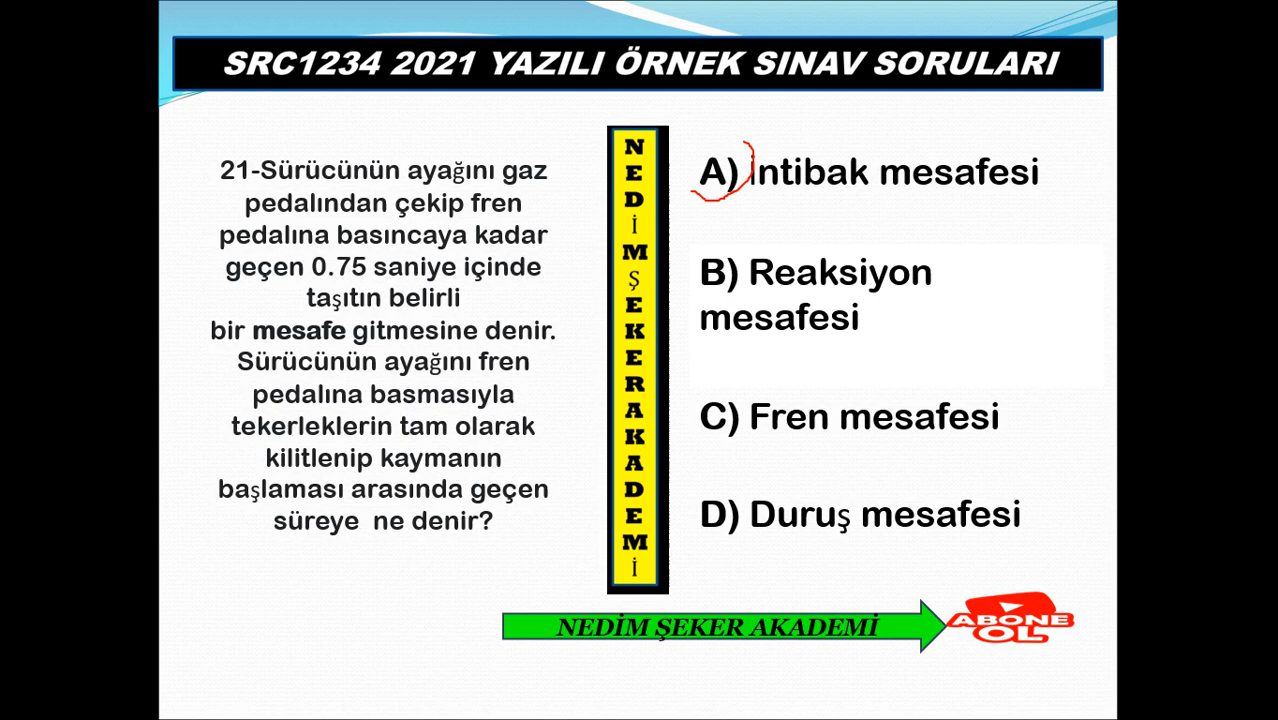 SRC1234 2021 YAZILI ÖRNEK SINAV SORULARI
21-Sürücünün ayağını gaz
pedalından çekip fren
pedalına basıncaya kadar
geçen 0.75 saniye içinde
taşıtın belirli
bir mesafe gitmesine denir.
Sürücünün ayağını fren
pedalına basmasıyla
tekerleklerin tam olarak
kilitlenip kaymanın
başlaması arasında geçen
süreye ne denir?
NEDİMŞEKERAKADEMİ
A) İntibak mesafesi
B) Reaksiyon
mesafesi
C) Fren mesafesi
D) Duruş mesafesi
NEDİM ŞEKER AKADEMİ
ABONE
OL